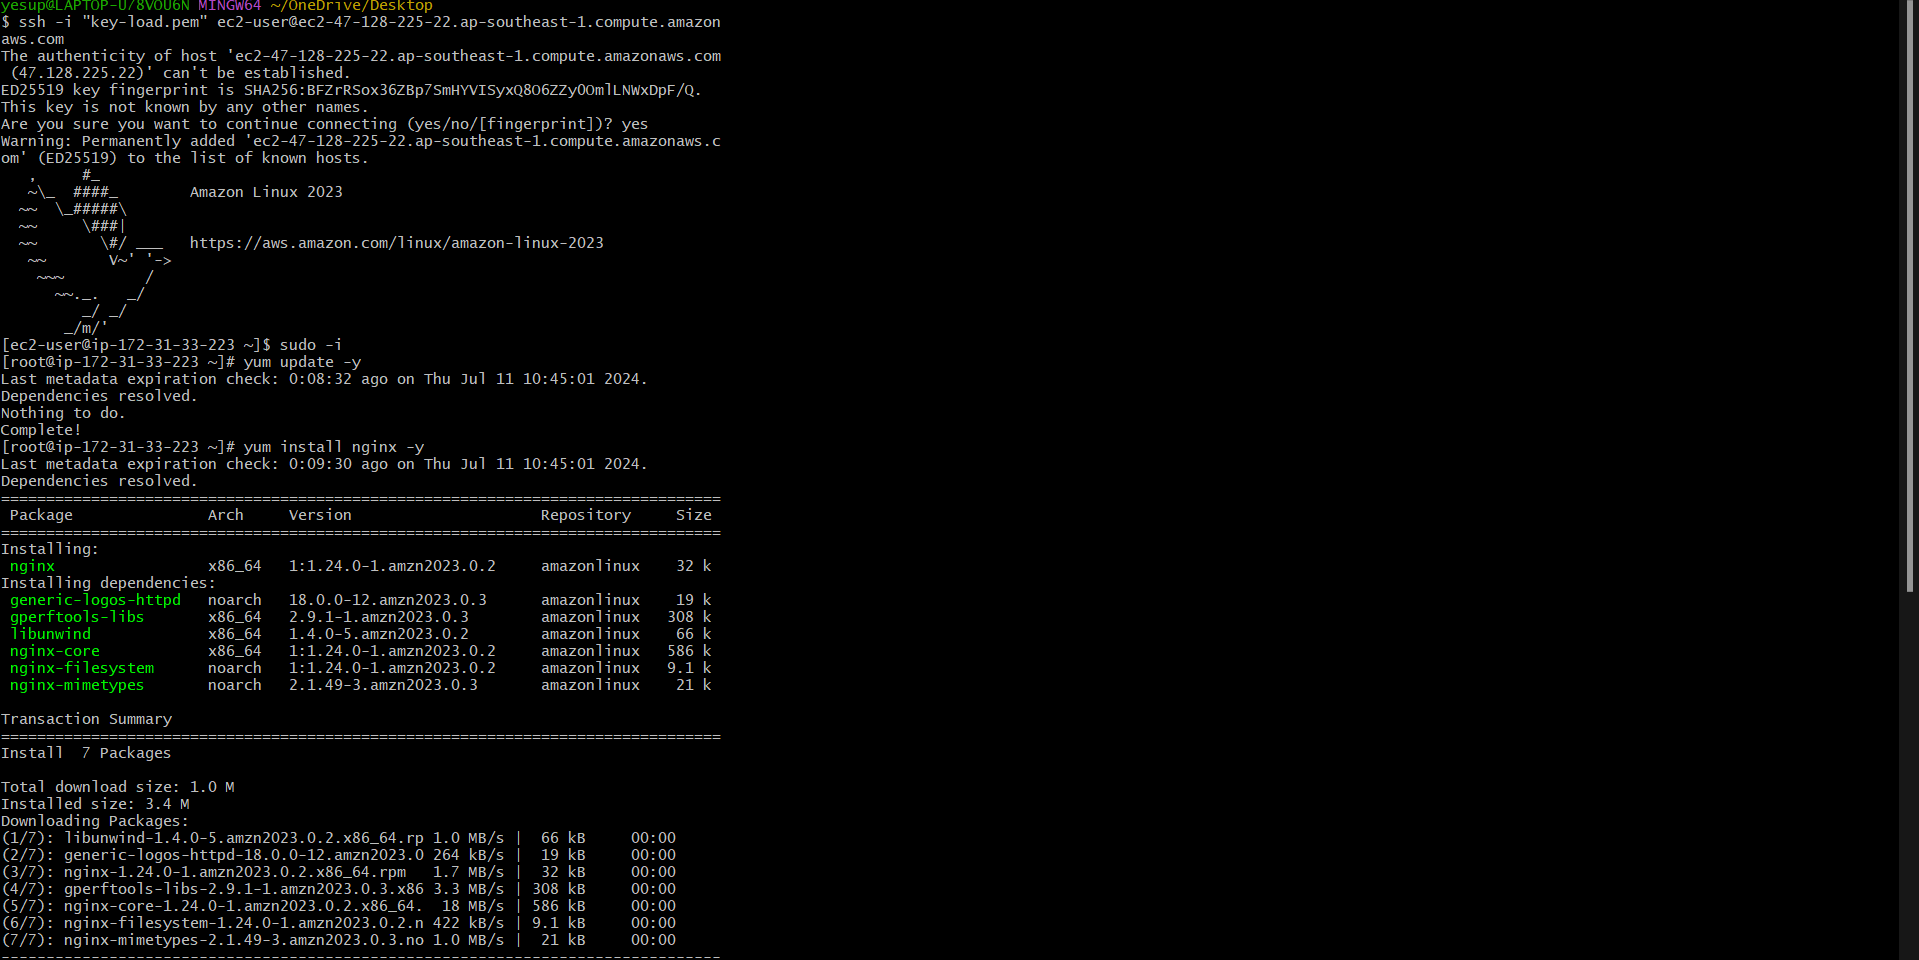 yesup@LAPTOP-U78VOU6N MINGW64 ~/OneDrive/Desktop
$ ssh -i "key-load.pem" ec2-user@ec2-47-128-225-22.ap-southeast-1.compute.amazon
aws.com
The authenticity of host 'ec2-47-128-225-22.ap-southeast-1.compute.amazonaws.com
 (47.128.225.22)' can't be established.
ED25519 key fingerprint is SHA256:BFZrRSox36ZBp7SmHYVISyxQ8O6ZZyOOmlLNWxDpF/Q.
This key is not known by any other names.
Are you sure you want to continue connecting (yes/no/[fingerprint])? yes
Warning: Permanently added 'ec2-47-128-225-22.ap-southeast-1.compute.amazonaws.c
om' (ED25519) to the list of known hosts.
   ,     #_
   ~\_  ####_        Amazon Linux 2023
  ~~  \_#####\
  ~~     \###|
  ~~       \#/ ___   https://aws.amazon.com/linux/amazon-linux-2023
   ~~       V~' '->
    ~~~         /
      ~~._.   _/
         _/ _/
       _/m/'
[ec2-user@ip-172-31-33-223 ~]$ sudo -i
[root@ip-172-31-33-223 ~]# yum update -y
Last metadata expiration check: 0:08:32 ago on Thu Jul 11 10:45:01 2024.
Dependencies resolved.
Nothing to do.
Complete!
[root@ip-172-31-33-223 ~]# yum install nginx -y
Last metadata expiration check: 0:09:30 ago on Thu Jul 11 10:45:01 2024.
Dependencies resolved.
================================================================================
 Package               Arch     Version                     Repository     Size
================================================================================
Installing:
 nginx                 x86_64   1:1.24.0-1.amzn2023.0.2     amazonlinux    32 k
Installing dependencies:
 generic-logos-httpd   noarch   18.0.0-12.amzn2023.0.3      amazonlinux    19 k
 gperftools-libs       x86_64   2.9.1-1.amzn2023.0.3        amazonlinux   308 k
 libunwind             x86_64   1.4.0-5.amzn2023.0.2        amazonlinux    66 k
 nginx-core            x86_64   1:1.24.0-1.amzn2023.0.2     amazonlinux   586 k
 nginx-filesystem      noarch   1:1.24.0-1.amzn2023.0.2     amazonlinux   9.1 k
 nginx-mimetypes       noarch   2.1.49-3.amzn2023.0.3       amazonlinux    21 k
Transaction Summary
================================================================================
Install  7 Packages
Total download size: 1.0 M
Installed size: 3.4 M
Downloading Packages:
(1/7): libunwind-1.4.0-5.amzn2023.0.2.x86_64.rp 1.0 MB/s |  66 kB     00:00
(2/7): generic-logos-httpd-18.0.0-12.amzn2023.0 264 kB/s |  19 kB     00:00
(3/7): nginx-1.24.0-1.amzn2023.0.2.x86_64.rpm   1.7 MB/s |  32 kB     00:00
(4/7): gperftools-libs-2.9.1-1.amzn2023.0.3.x86 3.3 MB/s | 308 kB     00:00
(5/7): nginx-core-1.24.0-1.amzn2023.0.2.x86_64.  18 MB/s | 586 kB     00:00
(6/7): nginx-filesystem-1.24.0-1.amzn2023.0.2.n 422 kB/s | 9.1 kB     00:00
(7/7): nginx-mimetypes-2.1.49-3.amzn2023.0.3.no 1.0 MB/s |  21 kB     00:00
--------------------------------------------------------------------------------